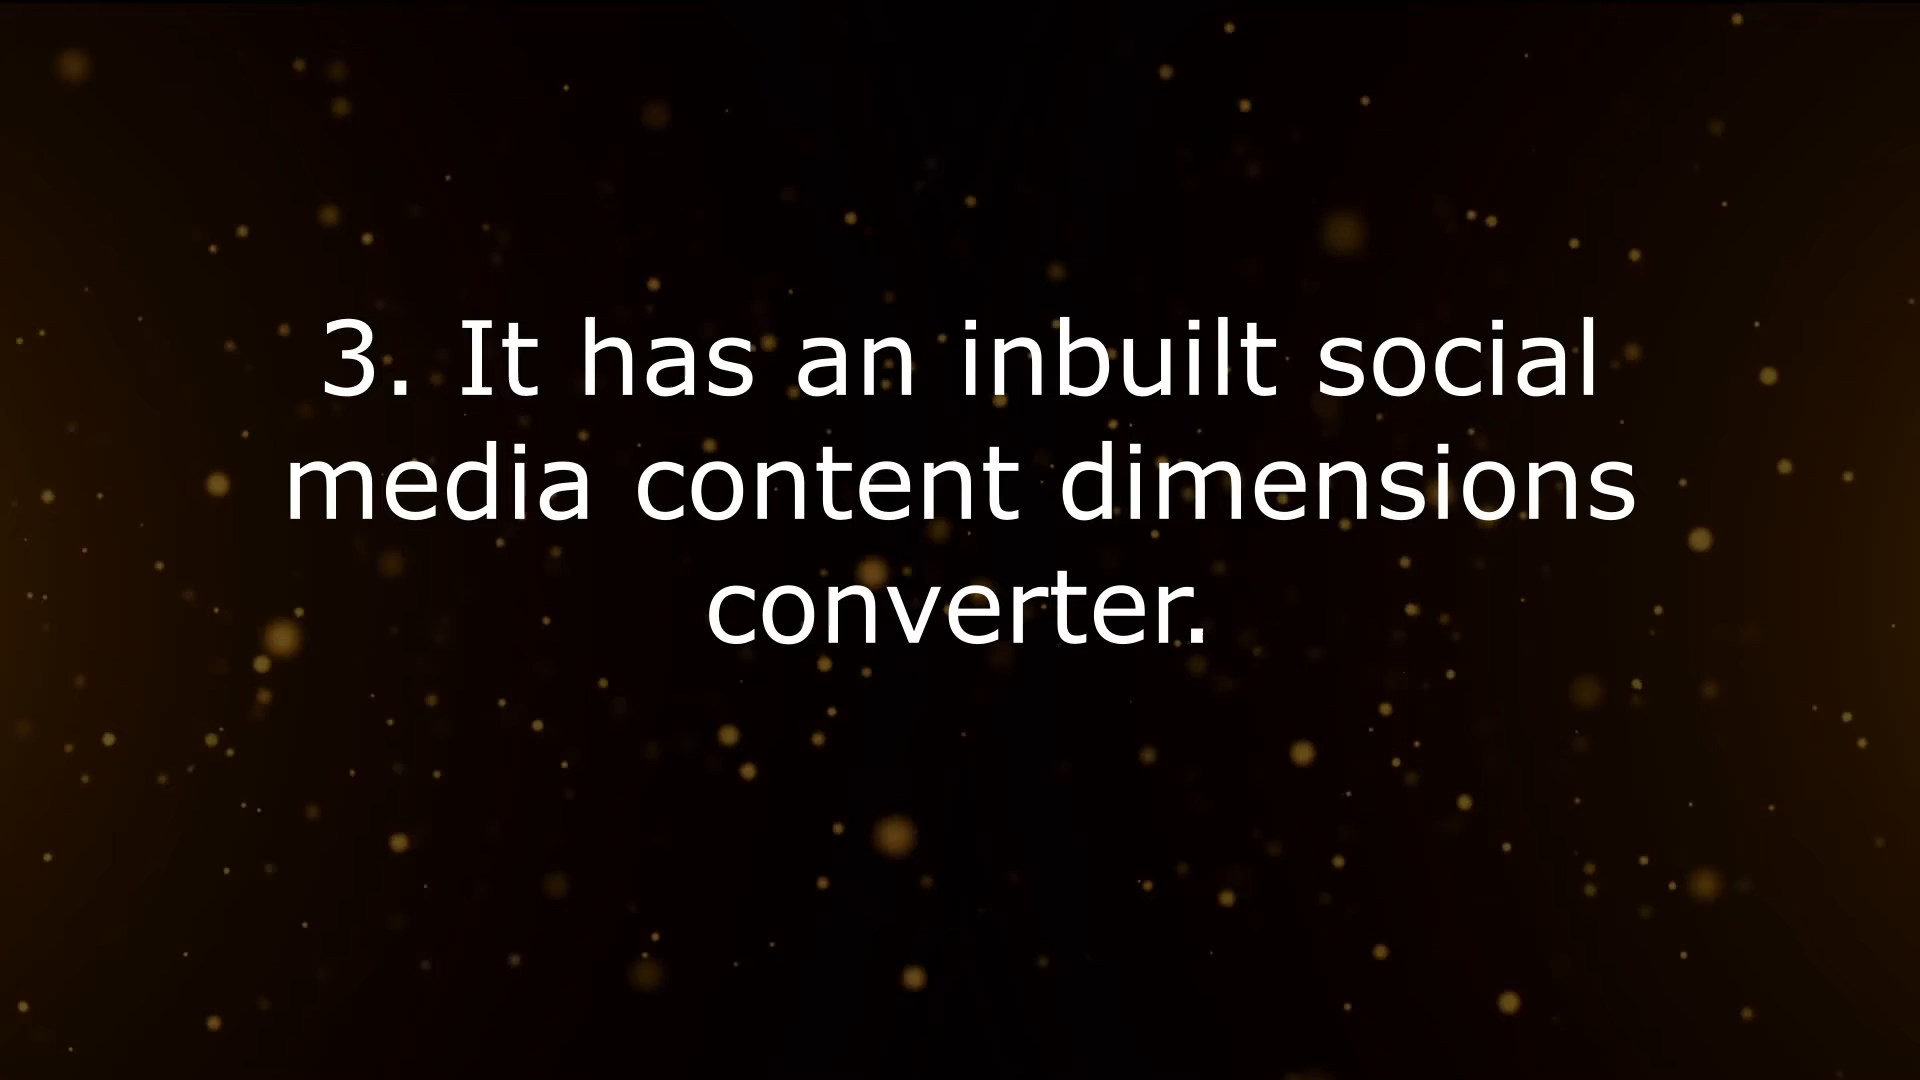 3. It has an inbuilt social
media content dimensions
converter.